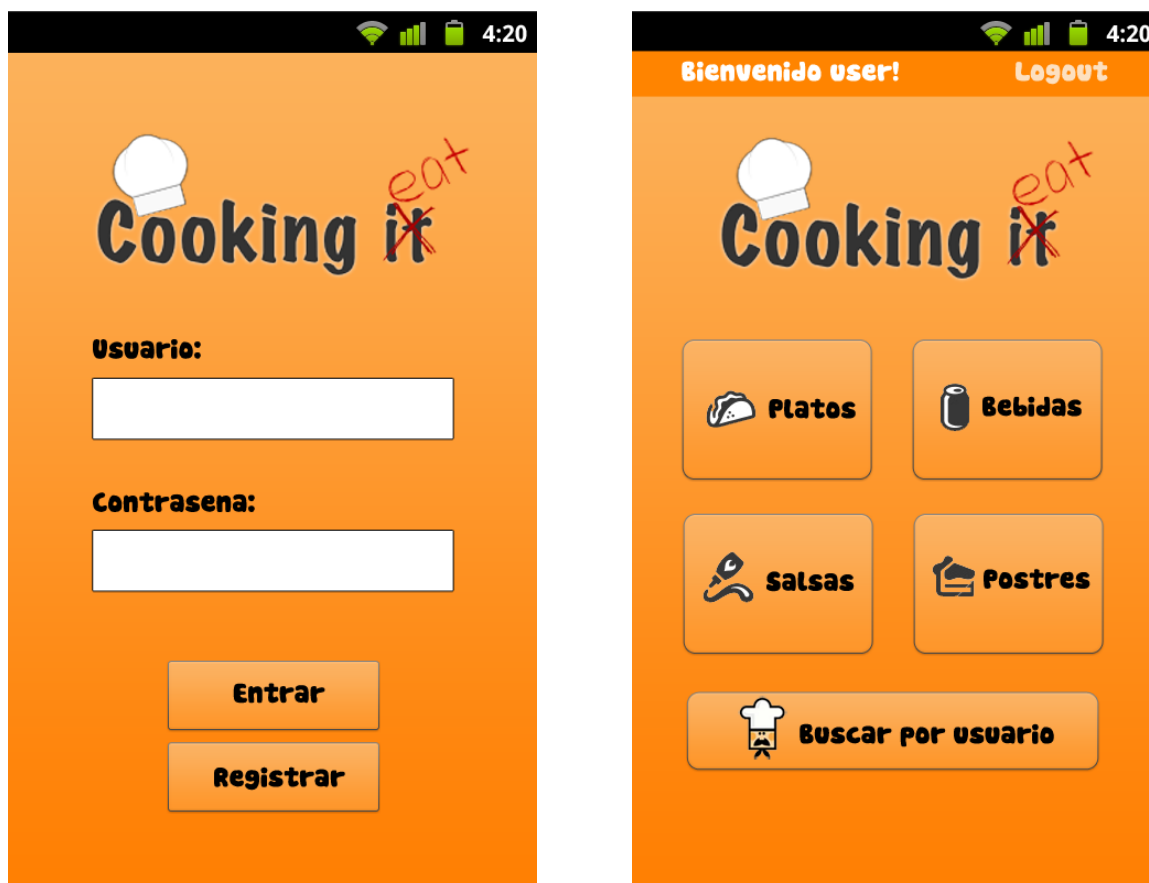 4:20
eat
Cooking it
Usuario:
Contrasena:
Entrar
Registrar
4:20
Bienvenido user! Logout
eat
Cooking it
Platos
Bebidas
Salsas
Postres
Buscar por usuario